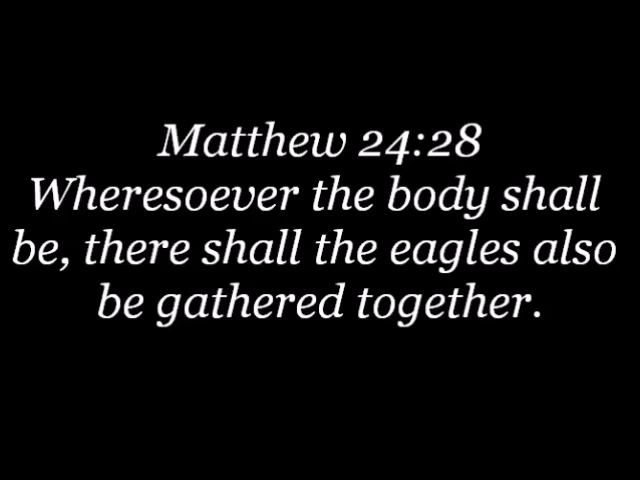 Matthew 24:28
Wheresoever the body shall
be, there shall the eagles also
be gathered together.